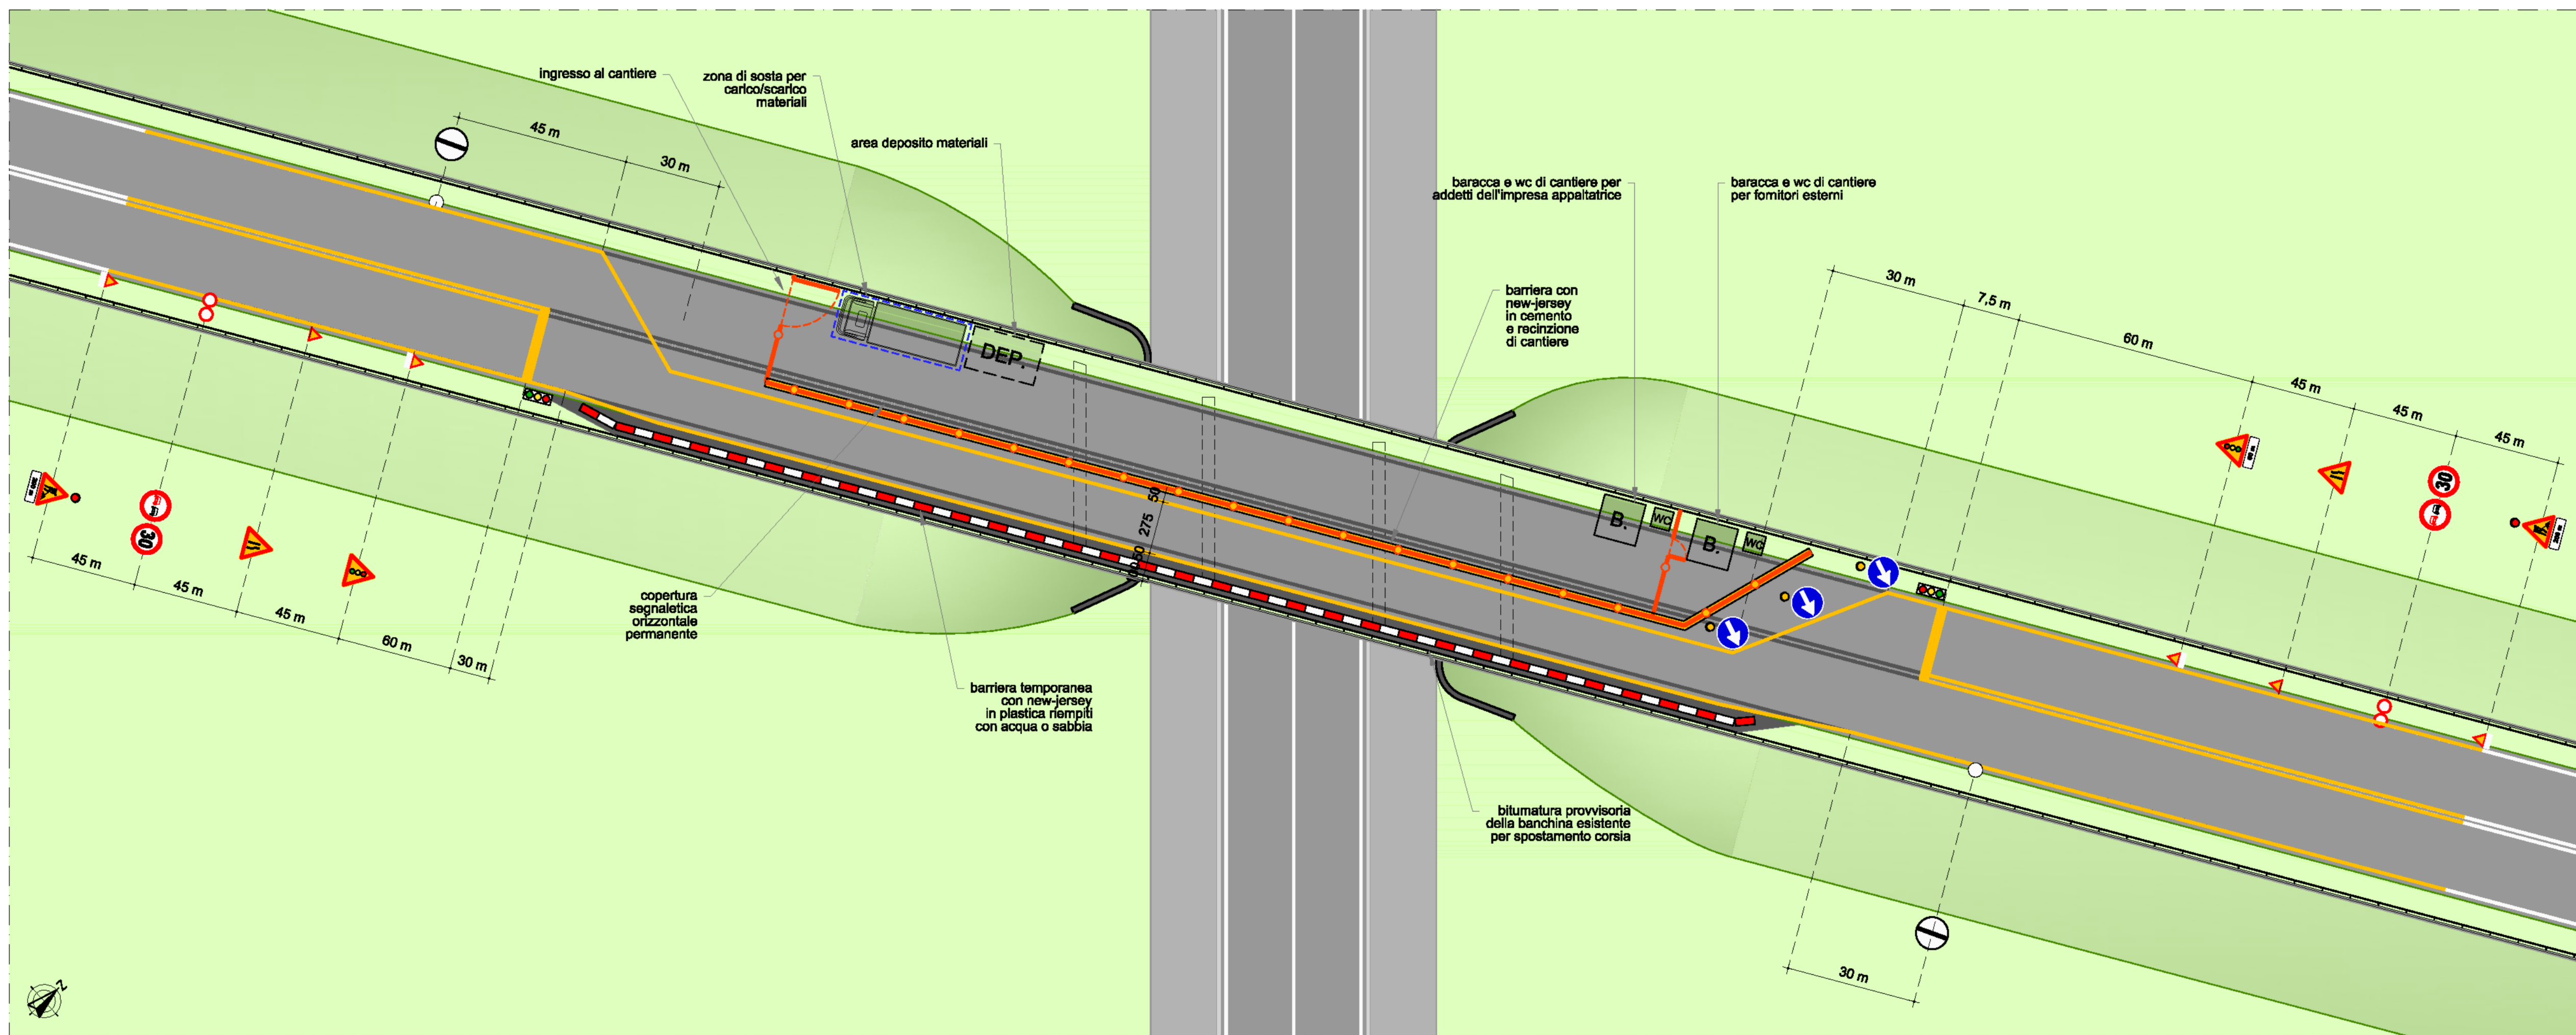 ingresso al cantiere
zona di sosta per
carico/scarico
materiali
45 m
30 m
area deposito materiali
baracca e wc di cantiere per
addetti dell'impresa appaltatrice
baracca e wc di cantiere
per fornitori esterni
barriera con
new-jersey
in cemento
e recinzione
di cantiere
30 m
7,5 m
60 m
45 m
45 m
45 m
DEP.
B.
WC
B.
WC
50
275
50
30
30
45 m
45 m
45 m
60 m
30 m
copertura
segnaletica
orizzontale
permanente
barriera temporanea
con new-jersey
in plastica riempiti
con acqua o sabbia
bitumatura provvisoria
della banchina esistente
per spostamento corsia
30 m
Z